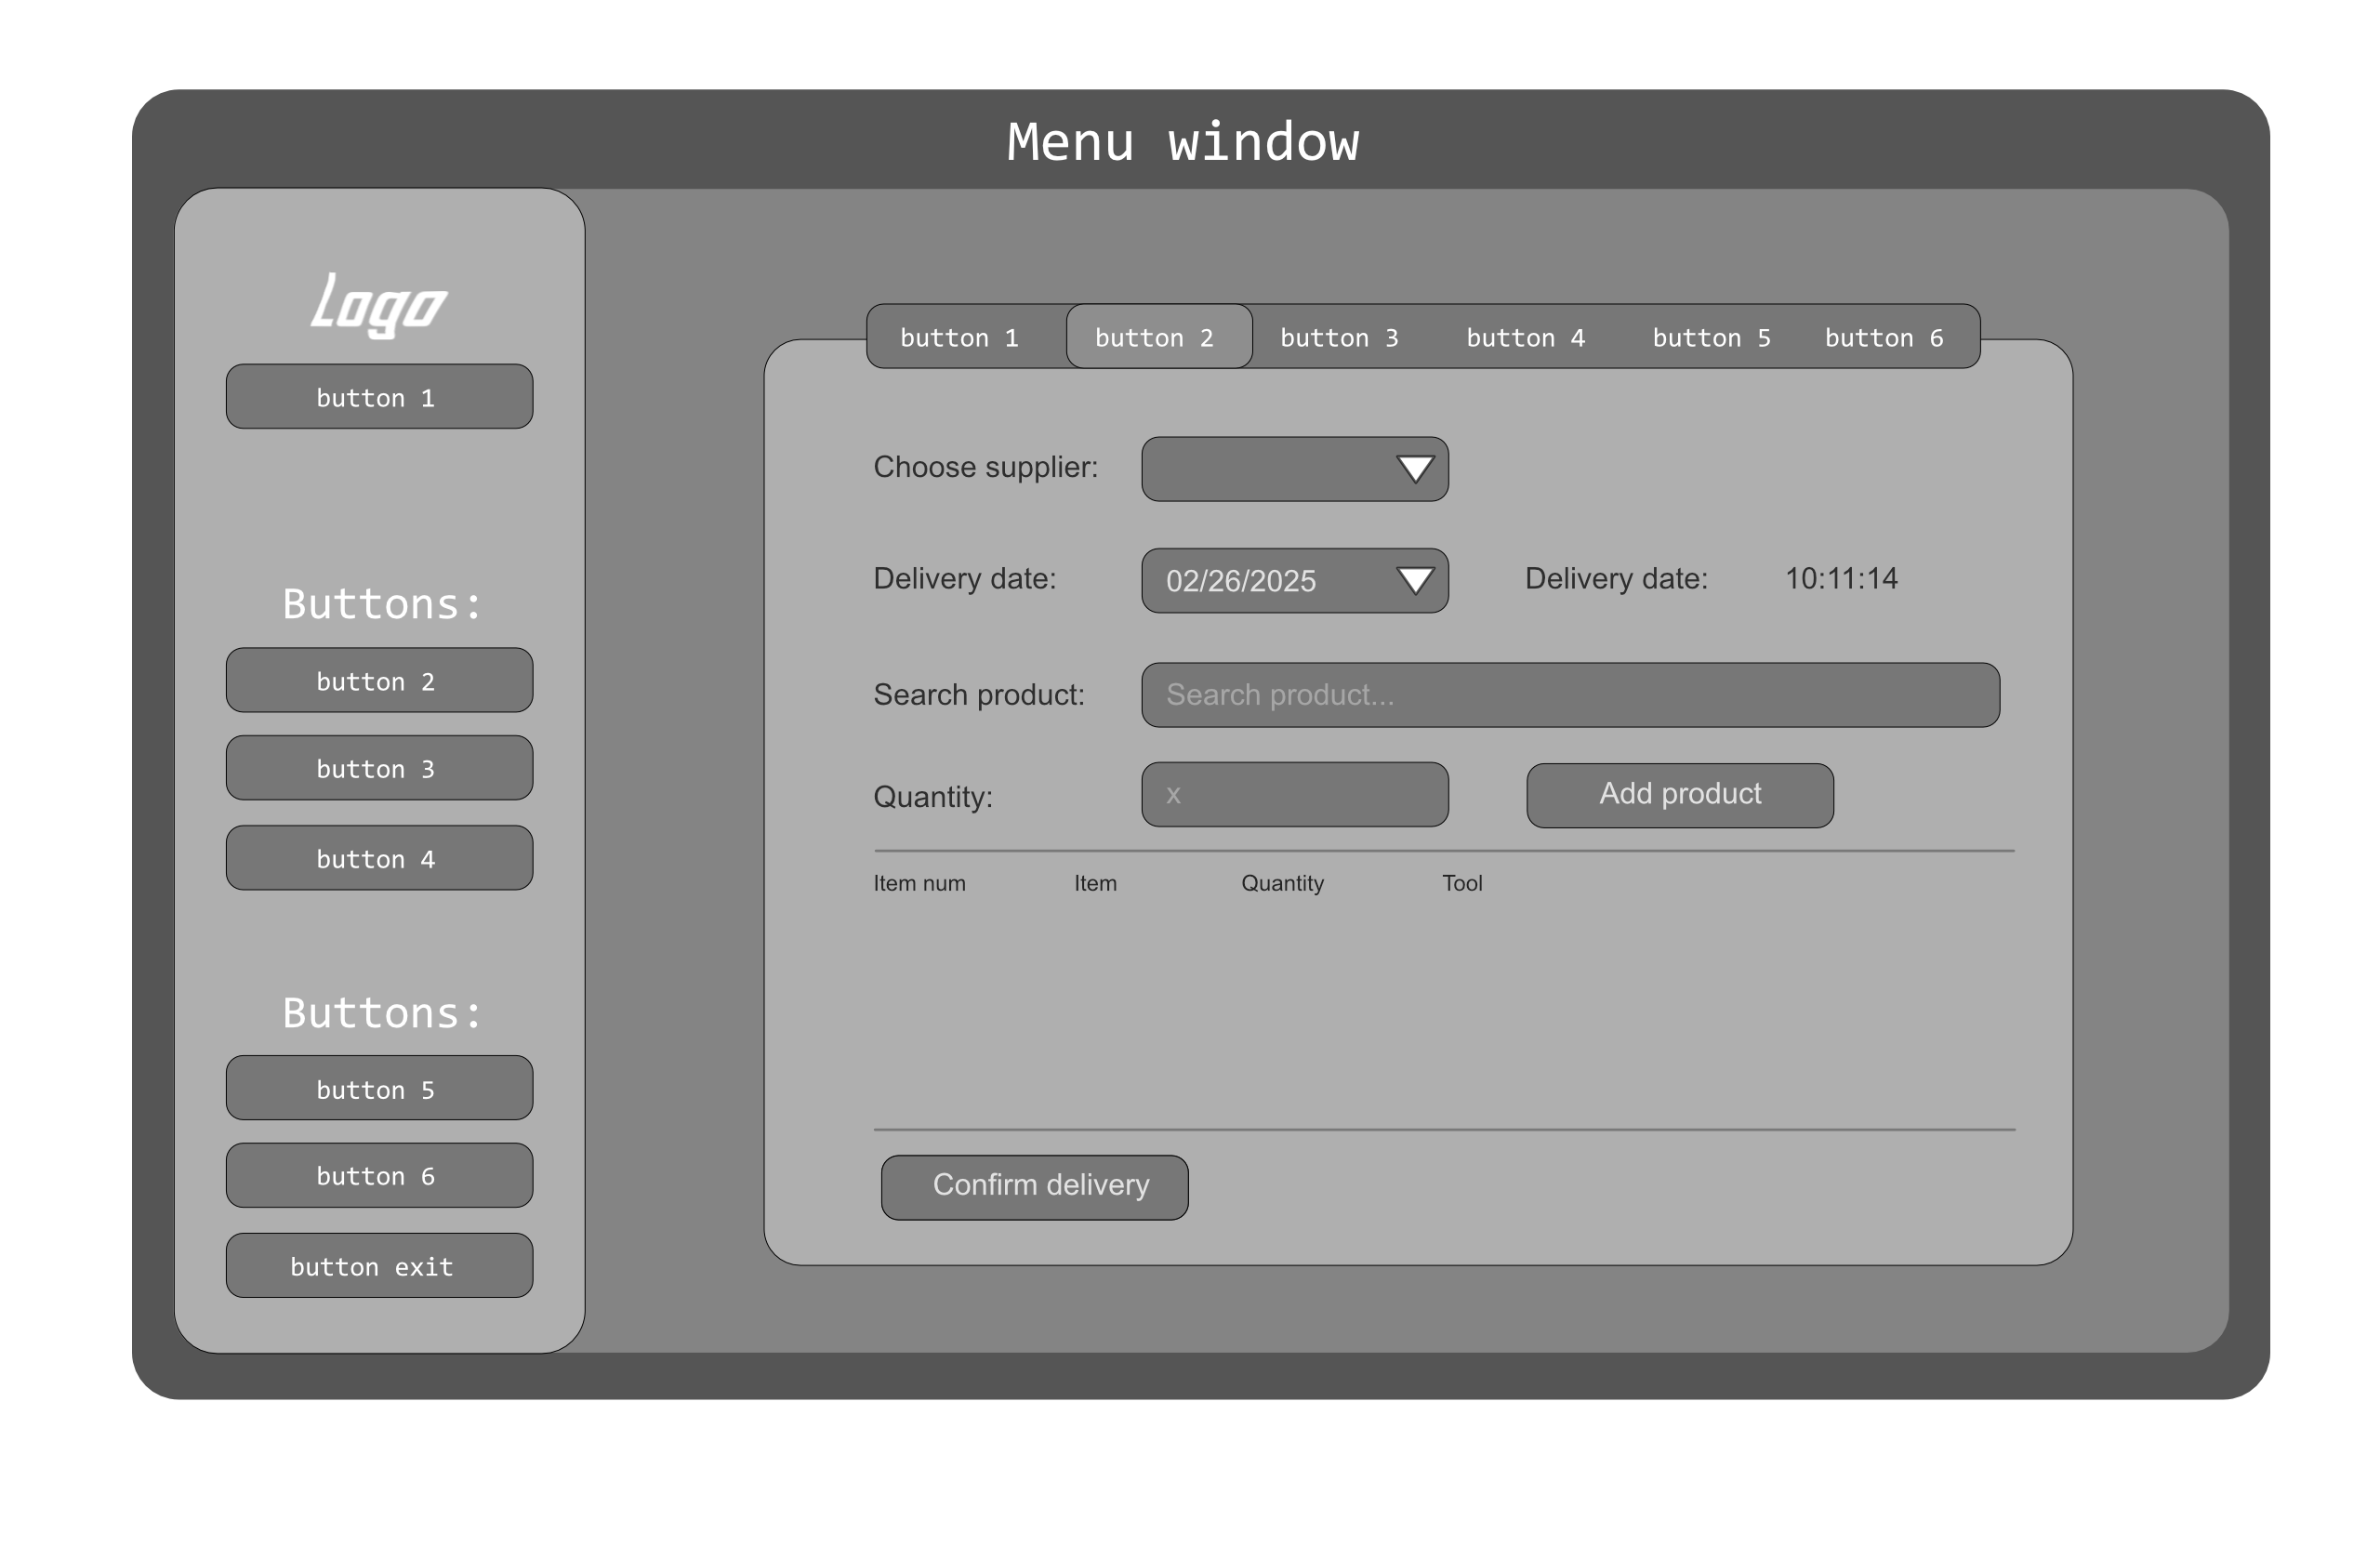 Menu window
Logo
button 1
Buttons:
button 2
button 3
button 4
Buttons:
button 5
button 6
button exit
button 1 button 2 button 3 button 4 button 5 button 6
Choose supplier:
Delivery date: 02/26/2025 Delivery date: 10:11:14
Search product: Search product...
Quantity: x Add product
Item num Item Quantity Tool
Confirm delivery